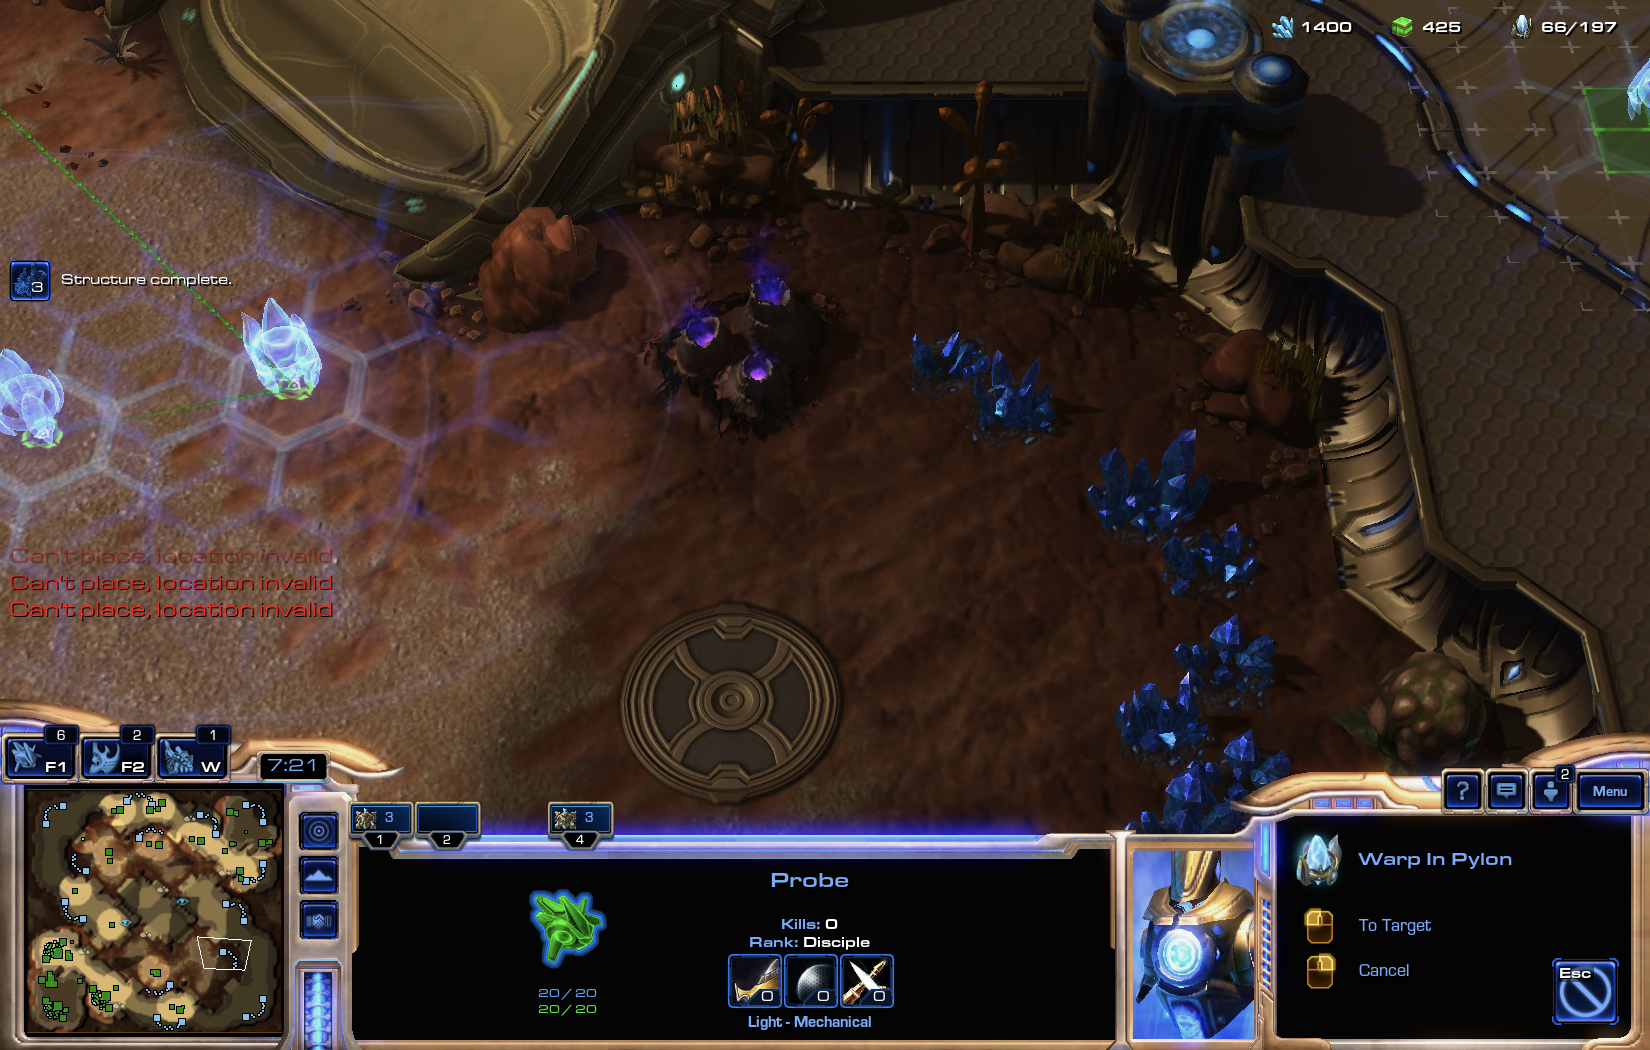 1400 425 66/197
3 Structure complete.
Can't place, location invalid
Can't place, location invalid
Can't place, location invalid
6 2 1
F1 F2 W
7:21
2
? Menu
3 3
1 2 4
Probe
Kills: 0
Rank: Disciple
0 0 0
20/20
20/20
Light - Mechanical
Warp In Pylon
To Target
Cancel
Esc